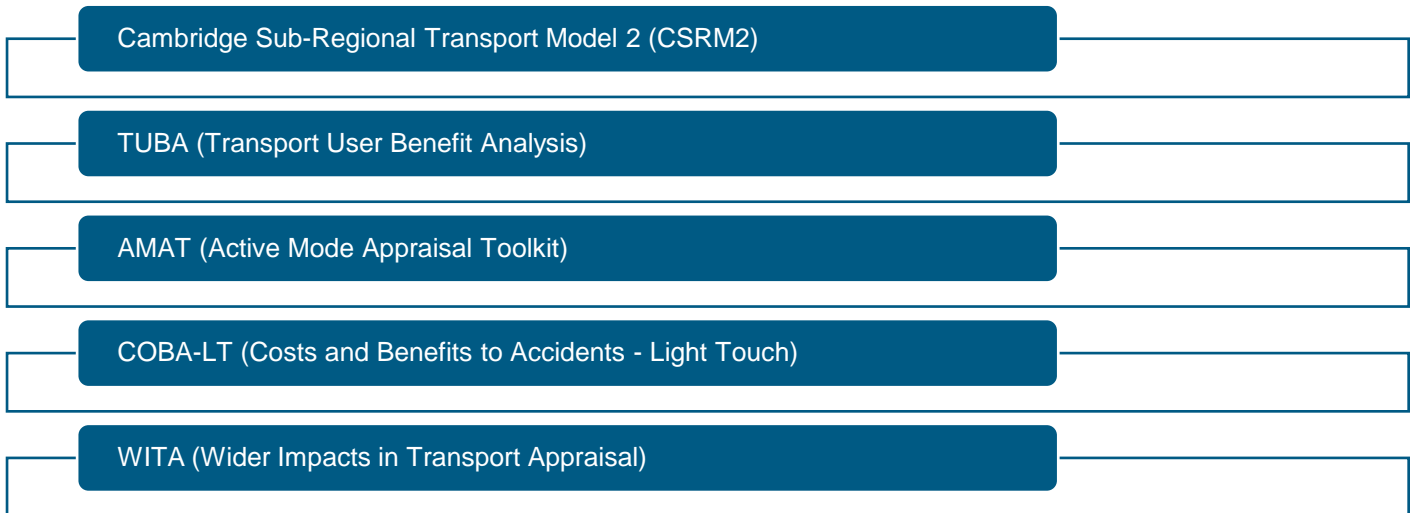 Cambridge Sub-Regional Transport Model 2 (CSRM2)
TUBA (Transport User Benefit Analysis)
AMAT (Active Mode Appraisal Toolkit)
COBA-LT (Costs and Benefits to Accidents - Light Touch)
WITA (Wider Impacts in Transport Appraisal)